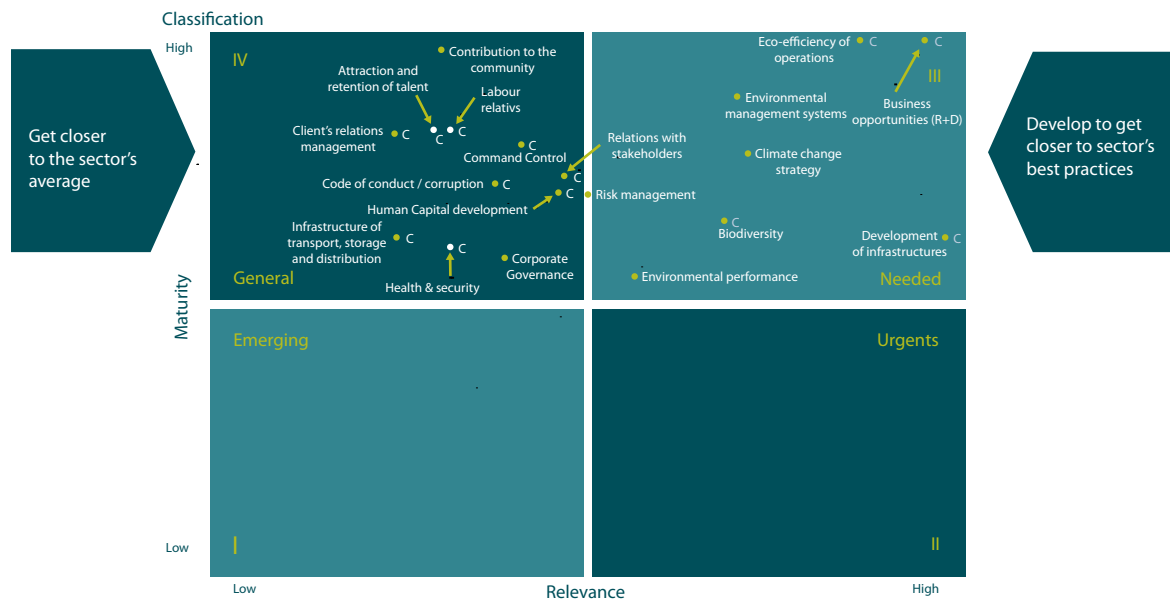 Classification
High
IV
Contribution to the
community
Attraction and
retention of talent
Labour
relativs
C
C
Client's relations
management
C
C
Command Control
Relations with
stakeholders
C
Code of conduct / corruption
C
C
Human Capital development
Risk management
Infrastructure of
transport, storage
and distribution
C
C
Corporate
Governance
General
Health & security
Eco-efficiency of
operations
C
C
III
Business
opportunities (R+D)
Environmental
management systems
Climate change
strategy
C
Biodiversity
Development
of infrastructures
C
Environmental performance
Needed
Get closer
to the sector's
average
Develop to get
closer to sector's
best practices
Maturity
Emerging
Urgents
I
II
Low
Low
Relevance
High